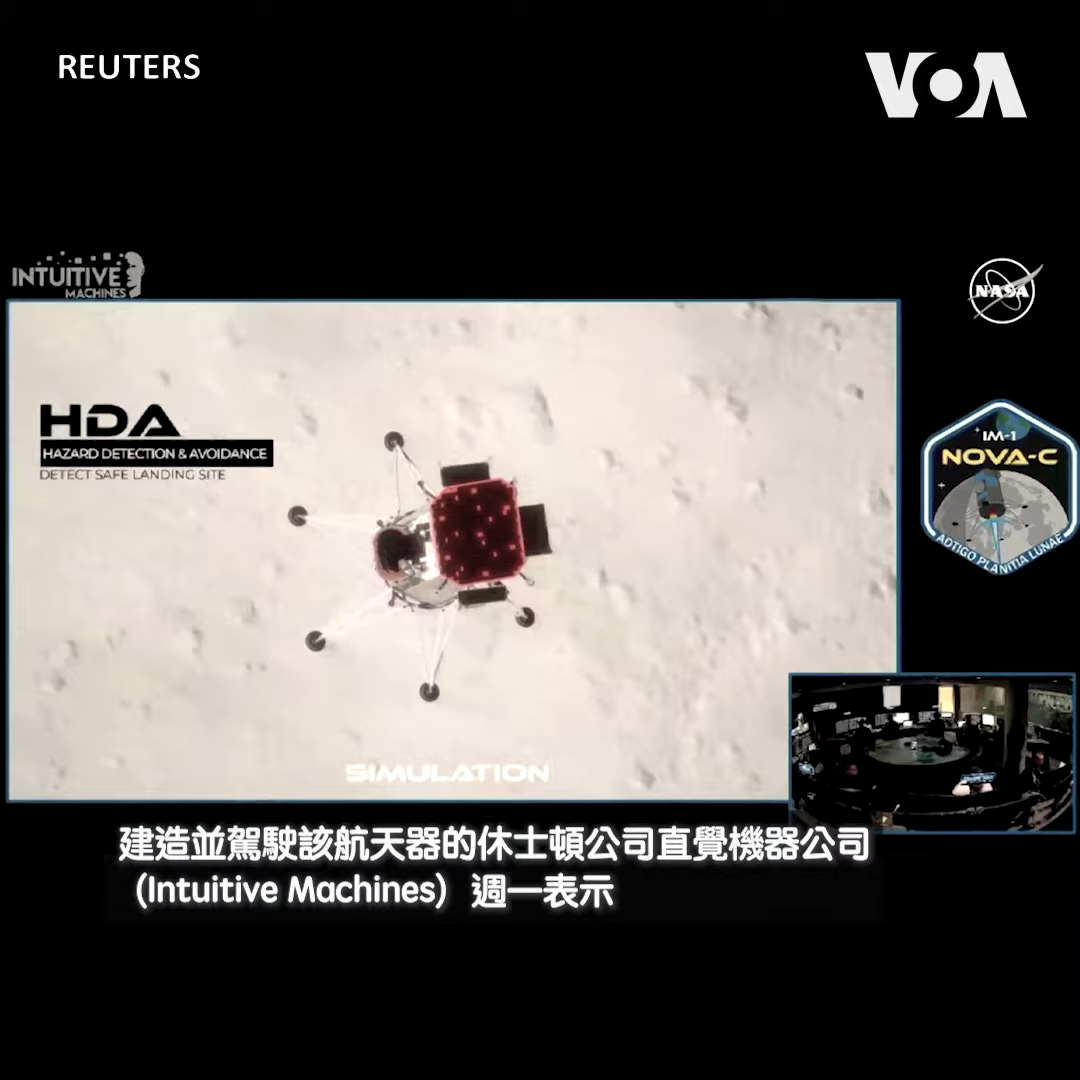 REUTERS
VOA
INTUITIVE
MACHINES
NASA
HDA
HAZARD DETECTION & AVOIDANCE
DETECT SAFE LANDING SITE
IM-1
NOVA-C
ADTIGO PLANITIA LUNAE
SIMULATION
建造並駕駛該航天器的休士頓公司直覺機器公司
(Intuitive Machines) 週一表示